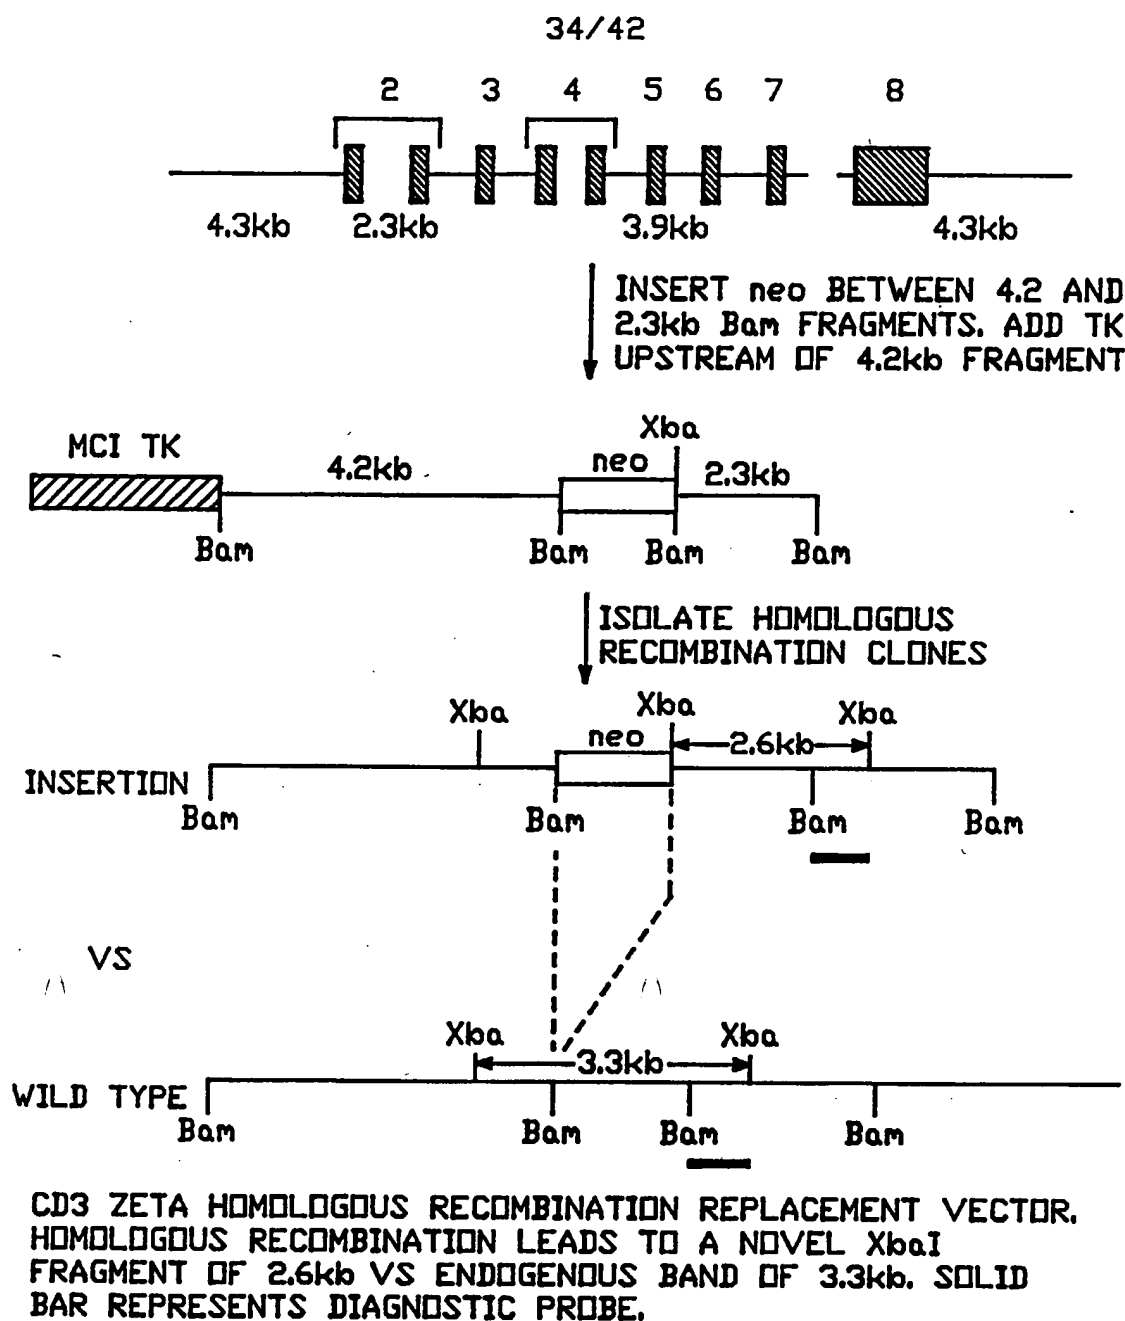 34/42
2 3 4 5 6 7 8
4.3kb 2.3kb 3.9kb 4.3kb
INSERT neo BETWEEN 4.2 AND
2.3kb Bam FRAGMENTS. ADD TK
UPSTREAM OF 4.2kb FRAGMENT
Xba
MCI TK 4.2kb neo 2.3kb
Bam Bam Bam Bam
ISOLATE HOMOLOGOUS
RECOMBINATION CLONES
Xba Xba Xba
neo 2.6kb
INSERTION
Bam Bam Bam Bam
VS
Xba Xba
3.3kb
WILD TYPE
Bam Bam Bam Bam
CD3 ZETA HOMOLOGOUS RECOMBINATION REPLACEMENT VECTOR.
HOMOLOGOUS RECOMBINATION LEADS TO A NOVEL XbaI
FRAGMENT OF 2.6kb VS ENDOGENOUS BAND OF 3.3kb. SOLID
BAR REPRESENTS DIAGNOSTIC PROBE.